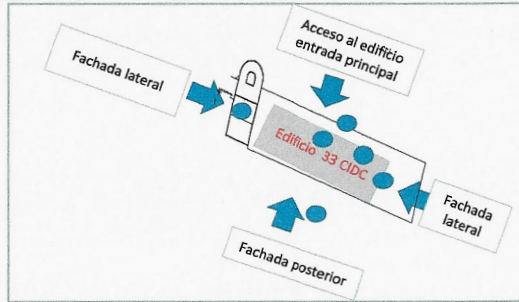 Acceso al edificio
entrada principal
Fachada lateral
Edificio 33 CIDC
Fachada
lateral
Fachada posterior